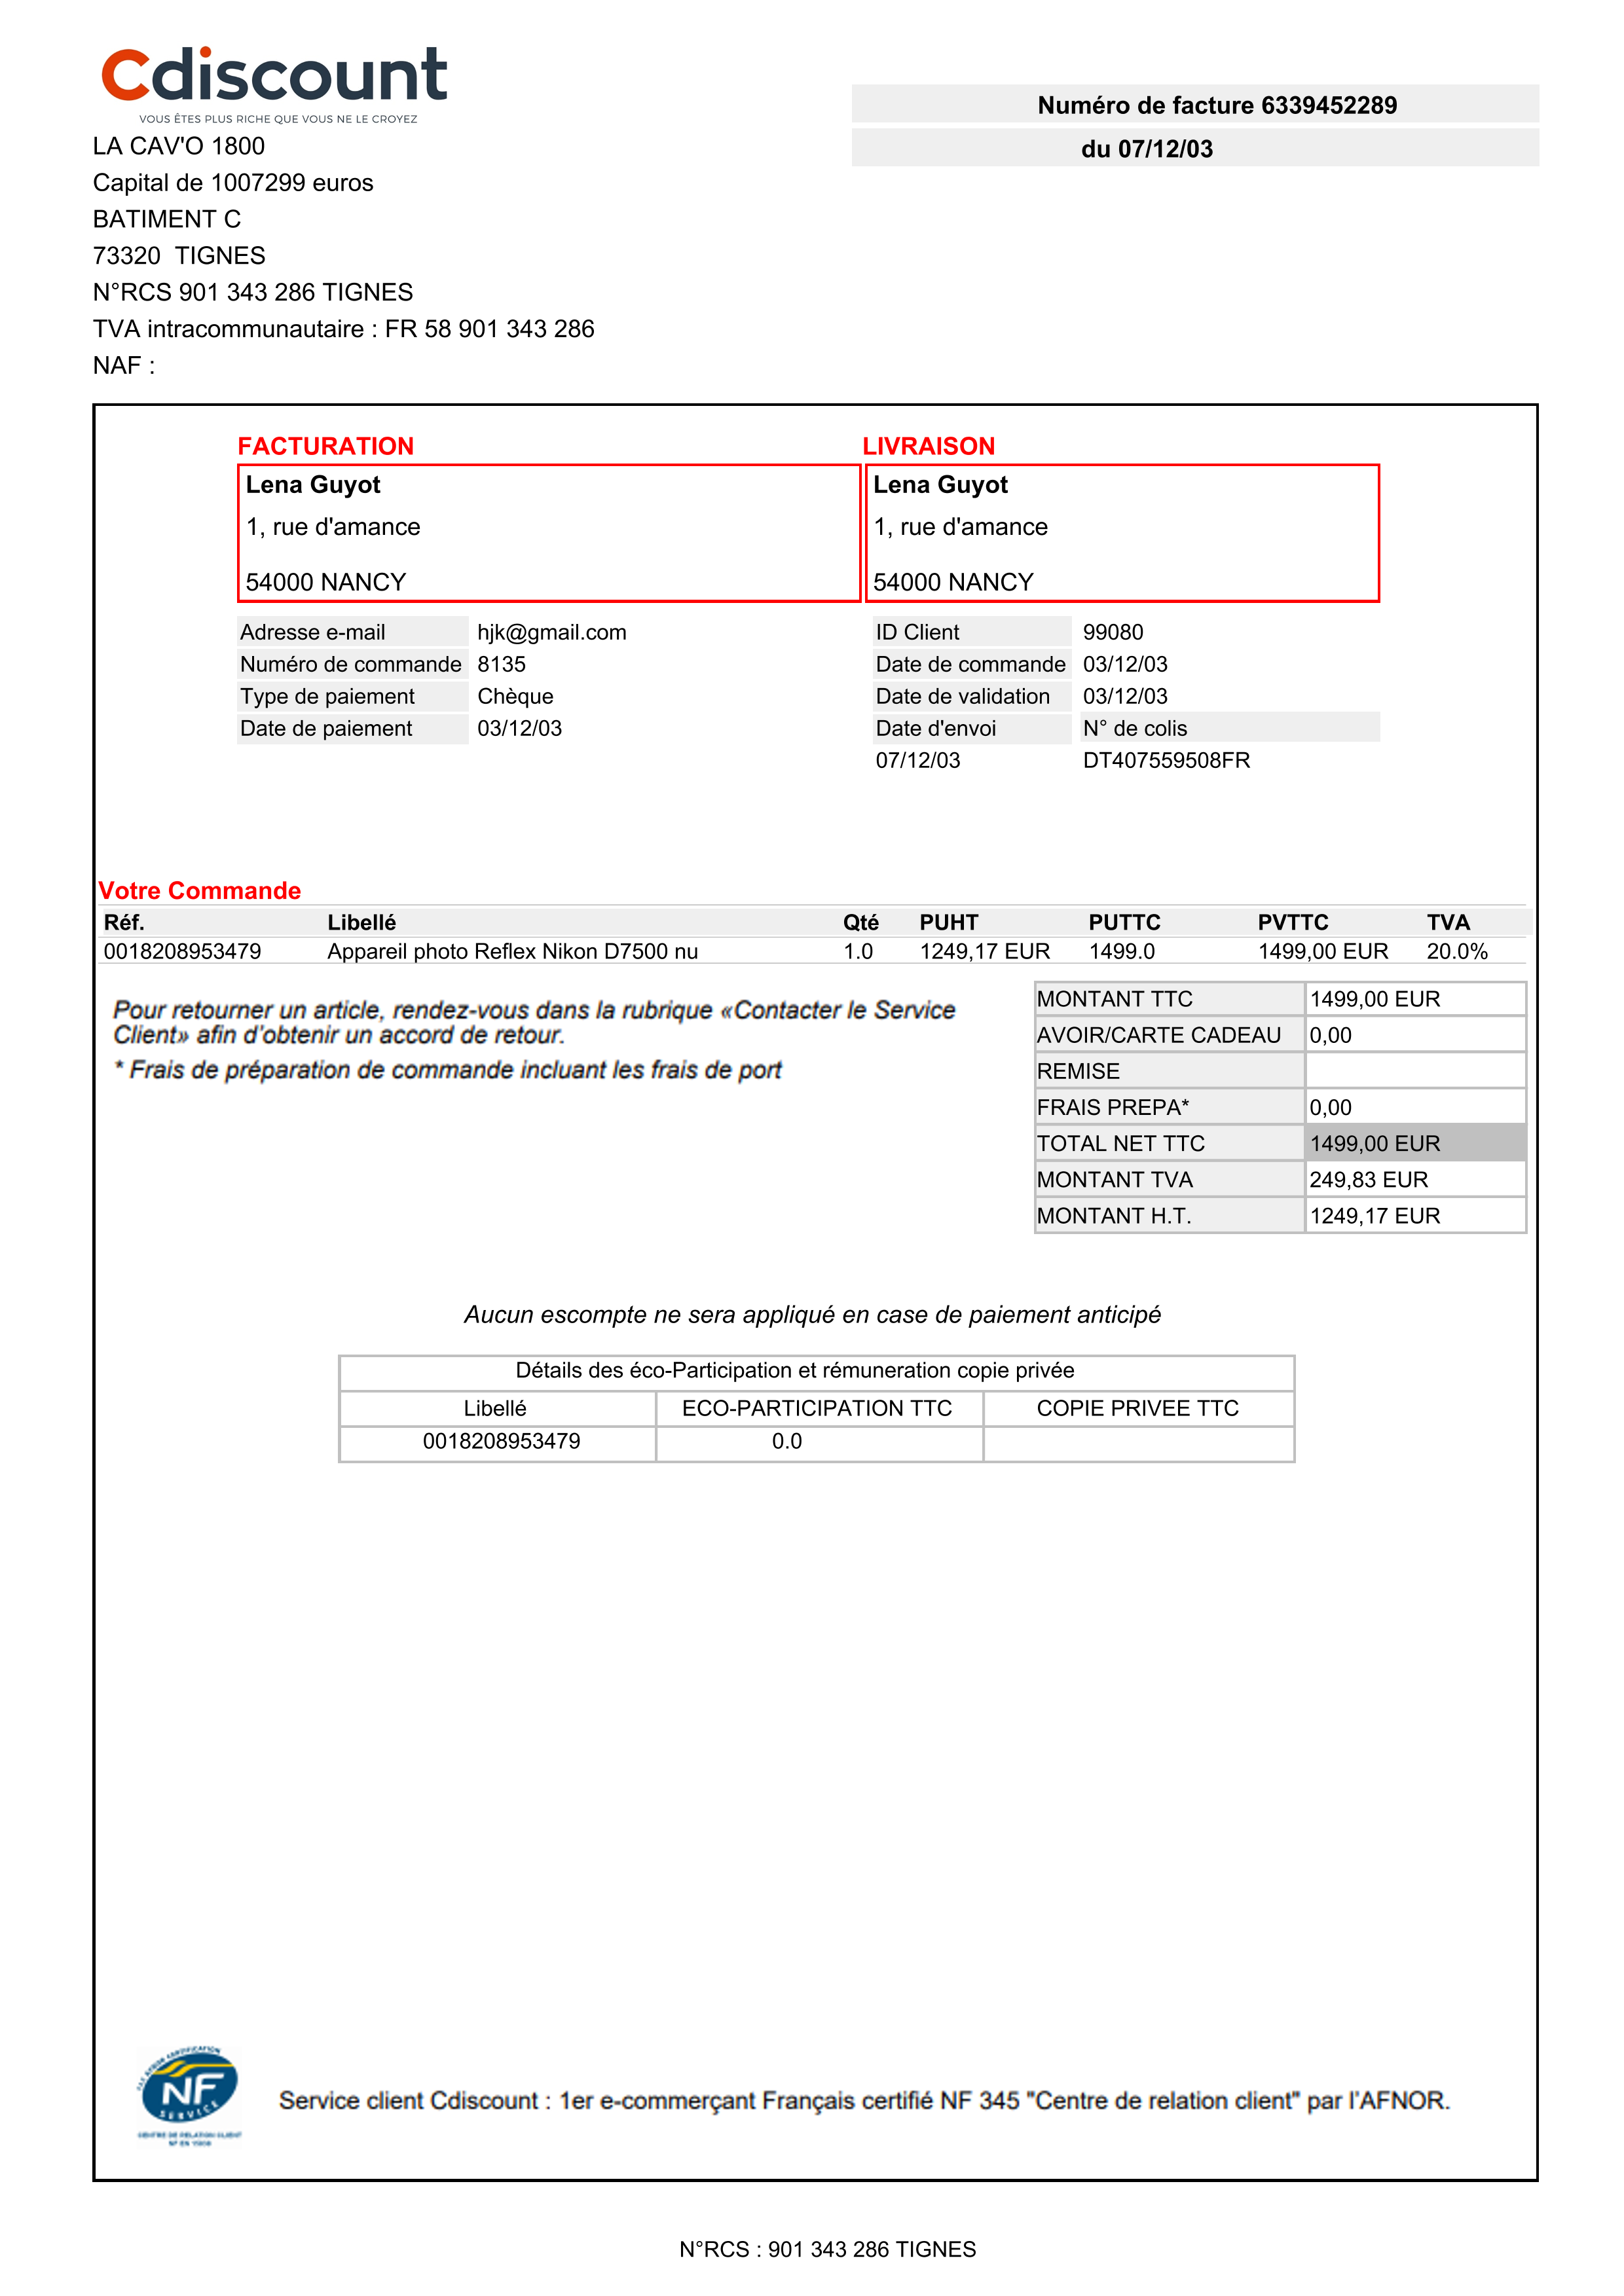 Cdiscount
VOUS ÊTES PLUS RICHE QUE VOUS NE LE CROYEZ
Numéro de facture 6339452289
du 07/12/03
LA CAV'O 1800
Capital de 1007299 euros
BATIMENT C
73320 TIGNES
N°RCS 901 343 286 TIGNES
TVA intracommunautaire : FR 58 901 343 286
NAF :
FACTURATION
Lena Guyot
1, rue d'amance
54000 NANCY
LIVRAISON
Lena Guyot
1, rue d'amance
54000 NANCY
Adresse e-mail hjk@gmail.com
Numéro de commande 8135
Type de paiement Chèque
Date de paiement 03/12/03
ID Client 99080
Date de commande 03/12/03
Date de validation 03/12/03
Date d'envoi N° de colis
07/12/03 DT407559508FR
Votre Commande
Réf. Libellé Qté PUHT PUTTC PVTTC TVA
0018208953479 Appareil photo Reflex Nikon D7500 nu 1.0 1249,17 EUR 1499.0 1499,00 EUR 20.0%
Pour retourner un article, rendez-vous dans la rubrique «Contacter le Service
Client» afin d'obtenir un accord de retour.
* Frais de préparation de commande incluant les frais de port
MONTANT TTC 1499,00 EUR
AVOIR/CARTE CADEAU 0,00
REMISE
FRAIS PREPA* 0,00
TOTAL NET TTC 1499,00 EUR
MONTANT TVA 249,83 EUR
MONTANT H.T. 1249,17 EUR
Aucun escompte ne sera appliqué en case de paiement anticipé
Détails des éco-Participation et rémuneration copie privée
Libellé ECO-PARTICIPATION TTC COPIE PRIVEE TTC
0018208953479 0.0
NF
SERVICE
CENTRE DE RELATION CLIENT
Service client Cdiscount : 1er e-commerçant Français certifié NF 345 "Centre de relation client" par l'AFNOR.
N°RCS : 901 343 286 TIGNES